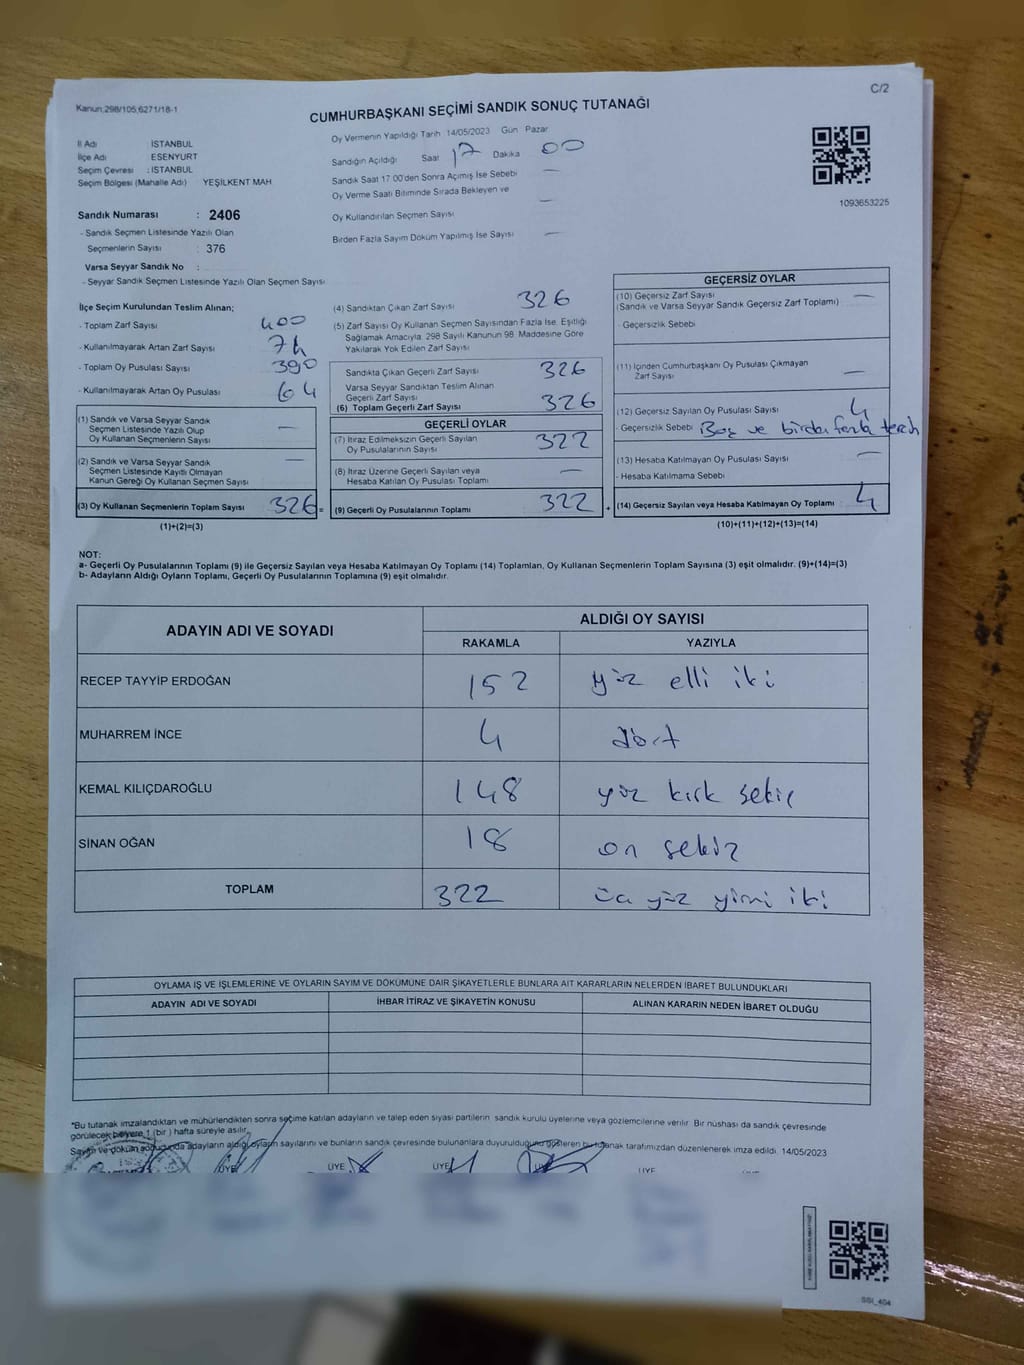 Kanun:298/105;6271/18-1
C/2
CUMHURBAŞKANI SEÇİMİ SANDIK SONUÇ TUTANAĞI
İl Adı : İSTANBUL
İlçe Adı : ESENYURT
Seçim Çevresi : İSTANBUL
Seçim Bölgesi (Mahalle Adı) YEŞİLKENT MAH
Sandık Numarası : 2406
- Sandık Seçmen Listesinde Yazılı Olan
Seçmenlerin Sayısı : 376
Varsa Seyyar Sandık No :
- Seyyar Sandık Seçmen Listesinde Yazılı Olan Seçmen Sayısı :
Oy Vermenin Yapıldığı Tarih 14/05/2023 Gün Pazar
Sandığın Açıldığı Saat 17 Dakika 00
Sandık Saat 17 00'den Sonra Açımış İse Sebebi —
Oy Verme Saati Bitiminde Sırada Bekleyen ve
Oy Kullandırılan Seçmen Sayısı —
Birden Fazla Sayım Döküm Yapılmış İse Sayısı —
1093653225
İlçe Seçim Kurulundan Teslim Alınan;
- Toplam Zarf Sayısı 400
- Kullanılmayarak Artan Zarf Sayısı 74
- Toplam Oy Pusulası Sayısı 390
- Kullanılmayarak Artan Oy Pusulası 64
(1) Sandık ve Varsa Seyyar Sandık
Seçmen Listesinde Yazılı Olup
Oy Kullanan Seçmenlerin Sayısı —
(2) Sandık ve Varsa Seyyar Sandık
Seçmen Listesinde Kayıtlı Olmayan
Kanun Gereği Oy Kullanan Seçmen Sayısı —
(3) Oy Kullanan Seçmenlerin Toplam Sayısı 326 =
(1)+(2)=(3)
(4) Sandıktan Çıkan Zarf Sayısı 326
(5) Zarf Sayısı Oy Kullanan Seçmen Sayısından Fazla İse, Eşitliği
Sağlamak Amacıyla, 298 Sayılı Kanunun 98. Maddesine Göre
Yakılarak Yok Edilen Zarf Sayısı
Sandıkta Çıkan Geçerli Zarf Sayısı 326
Varsa Seyyar Sandıktan Teslim Alınan
Geçerli Zarf Sayısı
(6) Toplam Geçerli Zarf Sayısı 326
GEÇERLİ OYLAR
(7) İtiraz Edilmeksizin Geçerli Sayılan
Oy Pusulalarının Sayısı 322
(8) İtiraz Üzerine Geçerli Sayılan veya
Hesaba Katılan Oy Pusulası Toplamı —
(9) Geçerli Oy Pusulalarının Toplamı 322 +
GEÇERSİZ OYLAR
(10) Geçersiz Zarf Sayısı —
(Sandık ve Varsa Seyyar Sandık Geçersiz Zarf Toplamı)
- Geçersizlik Sebebi
(11) İçinden Cumhurbaşkanı Oy Pusulası Çıkmayan
Zarf Sayısı —
(12) Geçersiz Sayılan Oy Pusulası Sayısı 4
- Geçersizlik Sebebi Boş ve birden fazla tercih
(13) Hesaba Katılmayan Oy Pusulası Sayısı —
- Hesaba Katılmama Sebebi
(14) Geçersiz Sayılan veya Hesaba Katılmayan Oy Toplamı 4
(10)+(11)+(12)+(13)=(14)
NOT:
a- Geçerli Oy Pusulalarının Toplamı (9) ile Geçersiz Sayılan veya Hesaba Katılmayan Oy Toplamı (14) Toplamları, Oy Kullanan Seçmenlerin Toplam Sayısına (3) eşit olmalıdır. (9)+(14)=(3)
b- Adayların Aldığı Oyların Toplamı, Geçerli Oy Pusulalarının Toplamına (9) eşit olmalıdır.
ADAYIN ADI VE SOYADI ALDIĞI OY SAYISI
RAKAMLA YAZIYLA
RECEP TAYYİP ERDOĞAN 152 yüz elli iki
MUHARREM İNCE 4 dört
KEMAL KILIÇDAROĞLU 148 yüz kırk sekiz
SİNAN OĞAN 18 on sekiz
TOPLAM 322 üç yüz yirmi iki
OYLAMA İŞ VE İŞLEMLERİNE VE OYLARIN SAYIM VE DÖKÜMÜNE DAİR ŞİKAYETLERLE BUNLARA AİT KARARLARIN NELERDEN İBARET BULUNDUKLARI
ADAYIN ADI VE SOYADI İHBAR İTİRAZ VE ŞİKAYETİN KONUSU ALINAN KARARIN NEDEN İBARET OLDUĞU
*Bu tutanak imzalandıktan ve mühürlendikten sonra seçime katılan adayların ve talep eden siyasi partilerin sandık kurulu üyelerine veya gözlemcilerine verilir. Bir nüshası da sandık çevresinde
görülecek bir yere 1 (bir) hafta süreyle asılır.
Sayım ve döküm sonucunda adayların aldığı oyların sayılarını ve bunların sandık çevresinde bulunanlara duyurulduğunu gösteren bu tutanak tarafımızdan düzenlenerek imza edildi. 14/05/2023
ÜYE ÜYE ÜYE ÜYE ÜYE
SSI_404